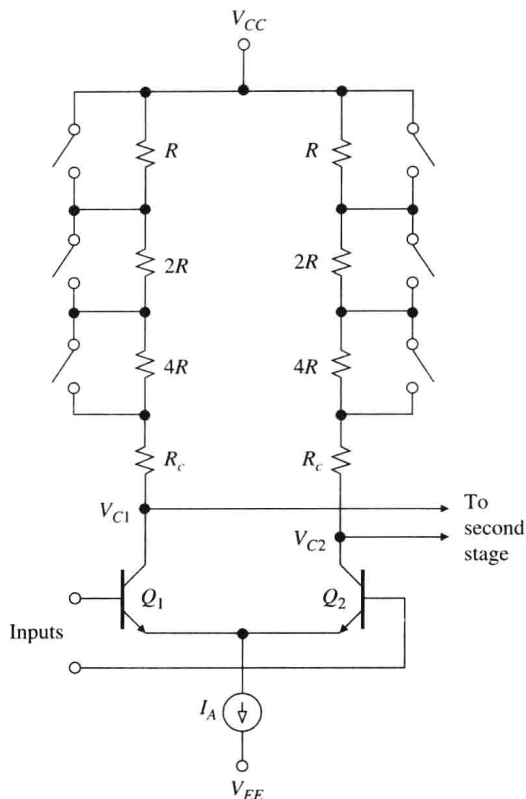 V_CC
R R
2R 2R
4R 4R
R_c R_c
V_C1
To
second
stage
V_C2
Q_1 Q_2
Inputs
I_A
V_EE